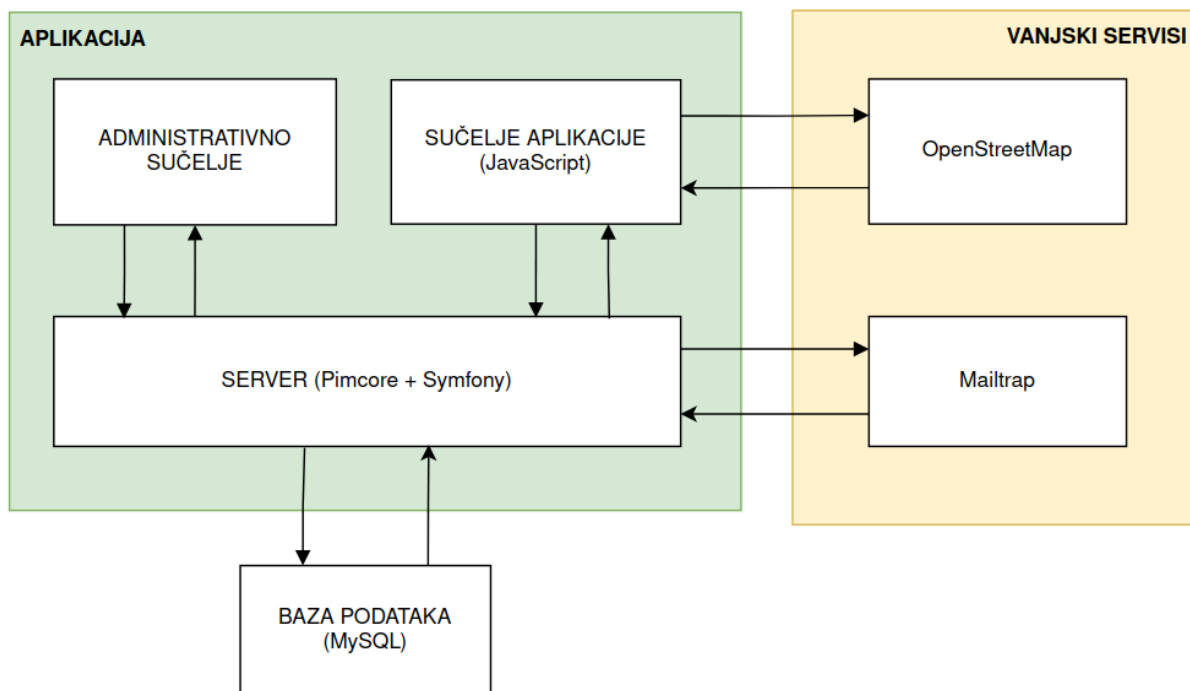 APLIKACIJA
VANJSKI SERVISI
ADMINISTRATIVNO
SUČELJE
SUČELJE APLIKACIJE
(JavaScript)
OpenStreetMap
SERVER (Pimcore + Symfony)
Mailtrap
BAZA PODATAKA
(MySQL)